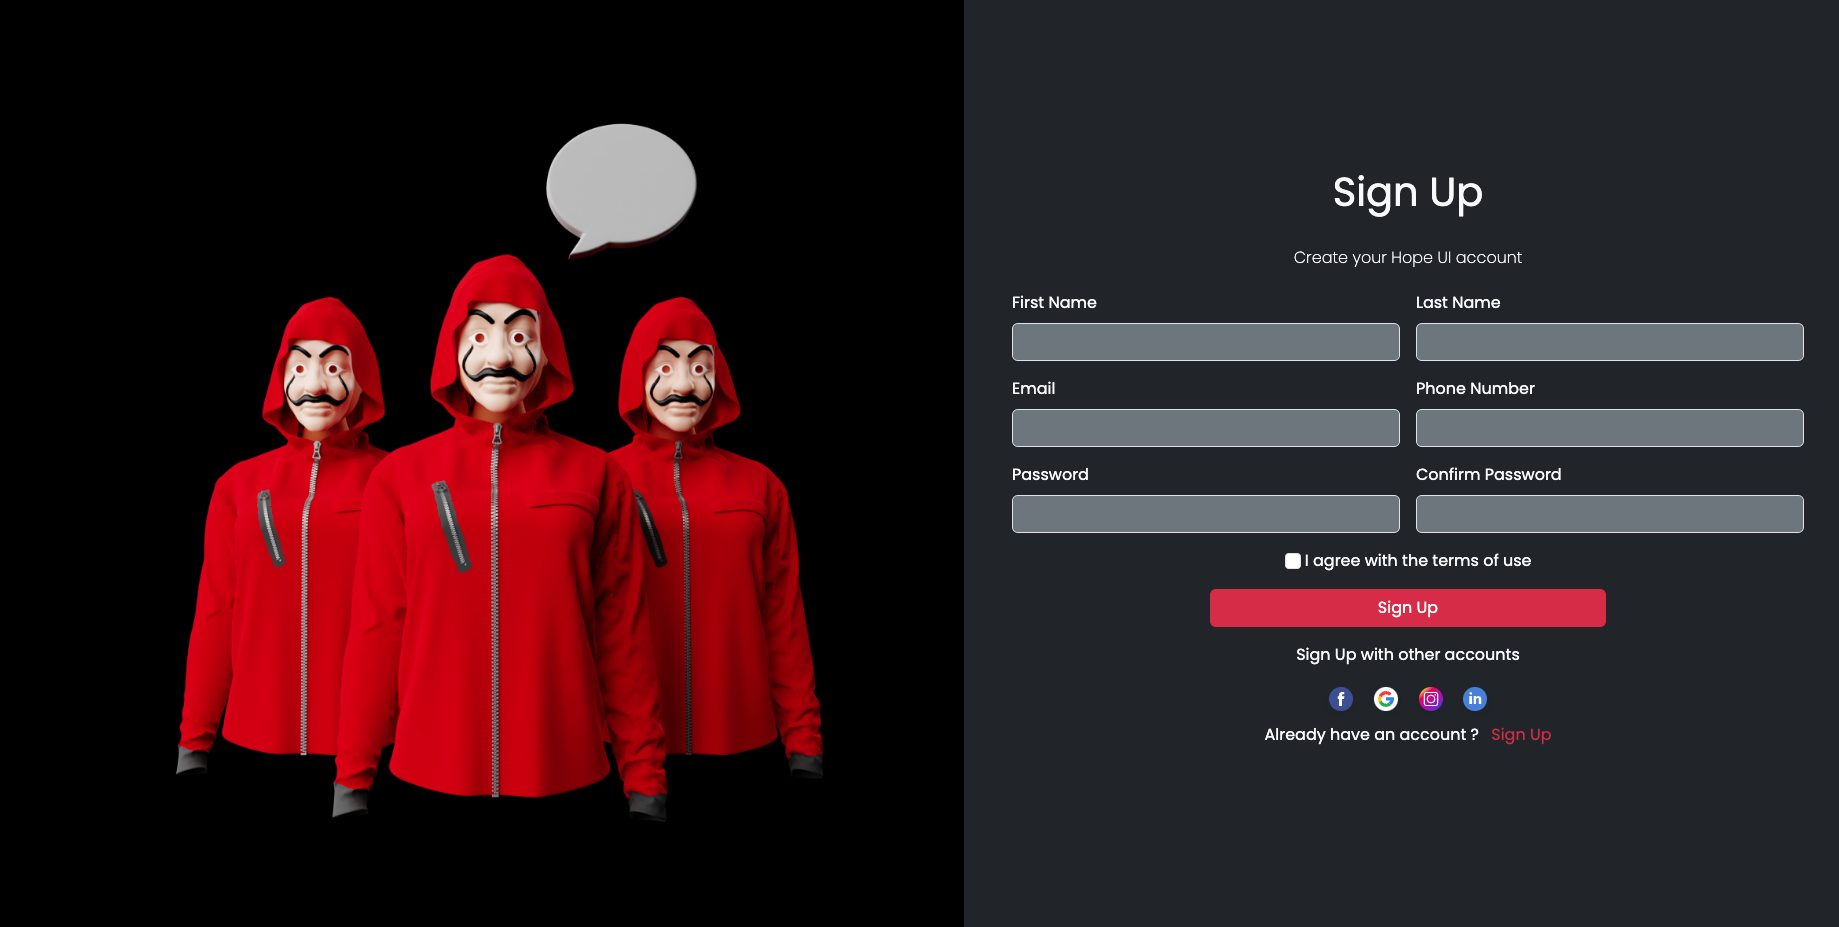 Sign Up
Create your Hope UI account
First Name
Last Name
Email
Phone Number
Password
Confirm Password
I agree with the terms of use
Sign Up
Sign Up with other accounts
f G in
Already have an account ? Sign Up